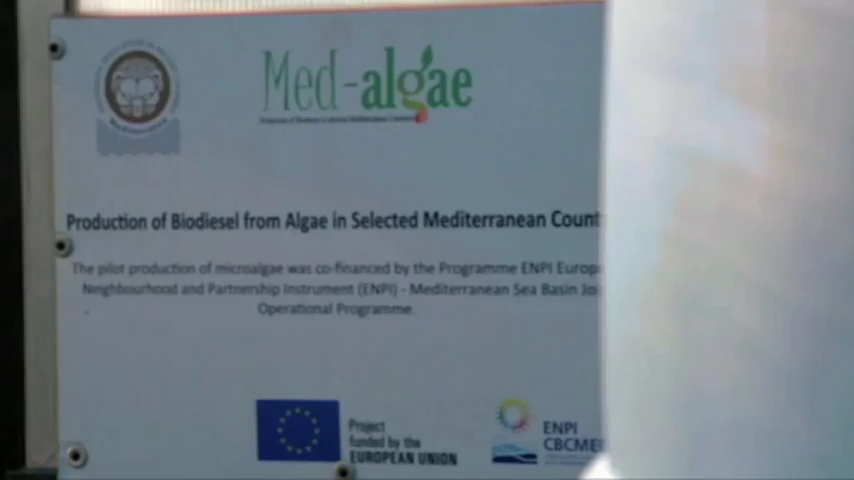 Med-algae
Production of Biodiesel from Algae in Selected Mediterranean Count
The pilot production of microalgae was co-financed by the Programme ENPI Europe
Neighbourhood and Partnership Instrument (ENPI) - Mediterranean Sea Basin Jo
Operational Programme.
Project
funded by the
EUROPEAN UNION
ENPI
CBCME